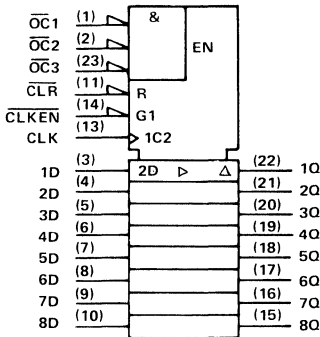 OC1 (1) &
OC2 (2) EN
OC3 (23)
CLR (11) R
CLKEN (14) G1
CLK (13) 1C2
1D (3) 2D ▷ △ (22) 1Q
2D (4) (21) 2Q
3D (5) (20) 3Q
4D (6) (19) 4Q
5D (7) (18) 5Q
6D (8) (17) 6Q
7D (9) (16) 7Q
8D (10) (15) 8Q